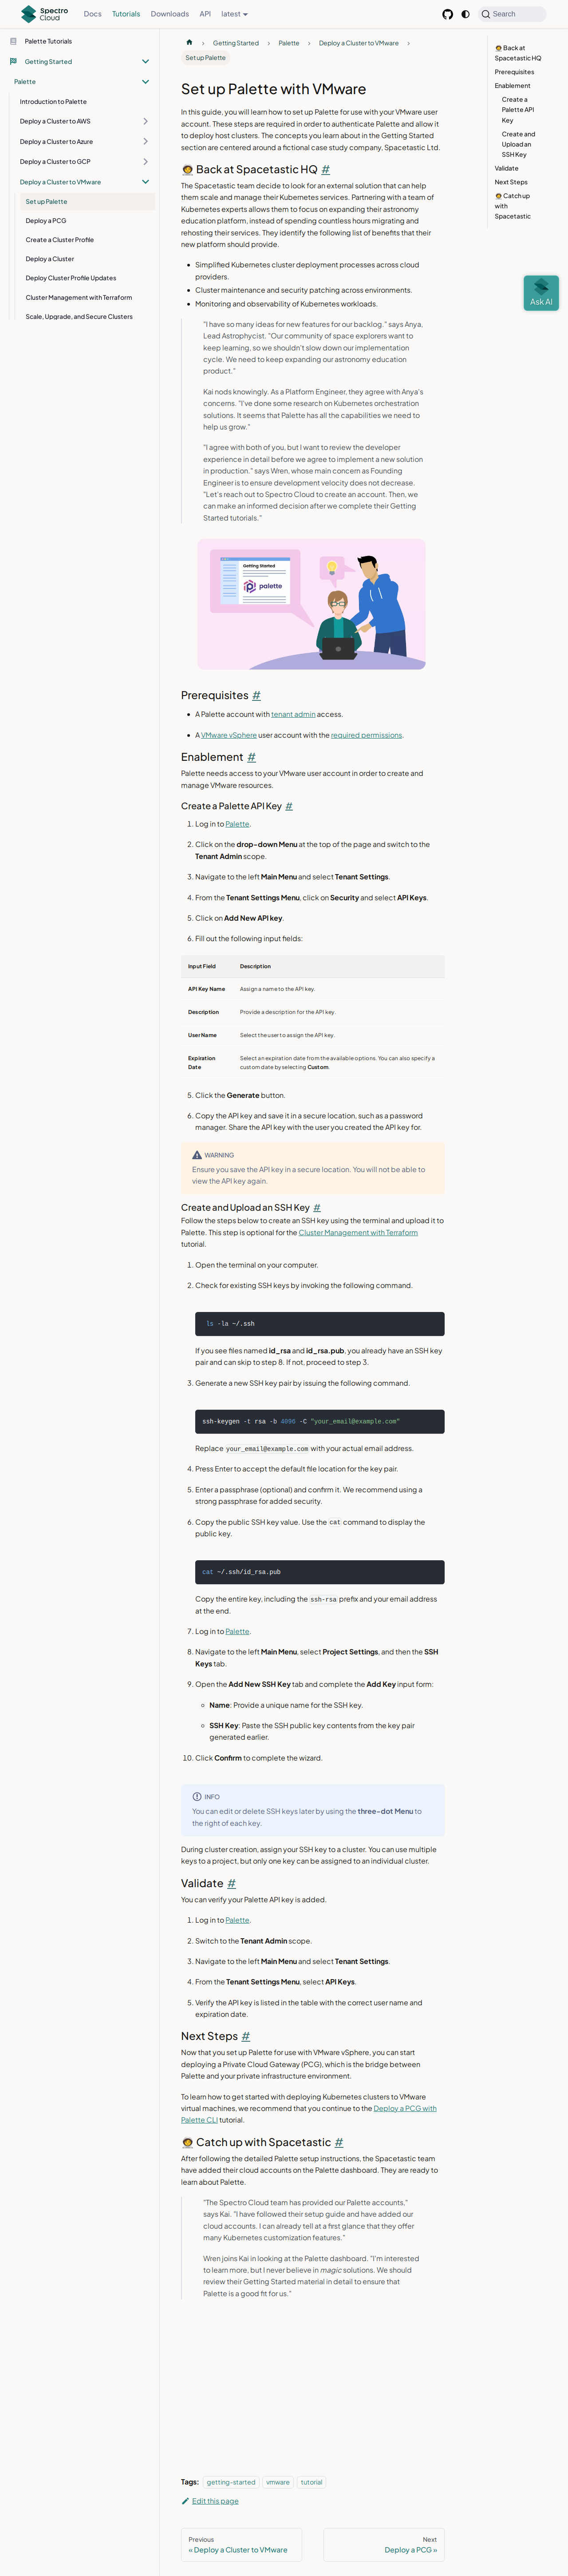 Spectro Cloud
Docs
Tutorials
Downloads
API
latest
Search
Palette Tutorials
Getting Started
Palette
Introduction to Palette
Deploy a Cluster to AWS
Deploy a Cluster to Azure
Deploy a Cluster to GCP
Deploy a Cluster to VMware
Set up Palette
Deploy a PCG
Create a Cluster Profile
Deploy a Cluster
Deploy Cluster Profile Updates
Cluster Management with Terraform
Scale, Upgrade, and Secure Clusters
Getting Started
Palette
Deploy a Cluster to VMware
Set up Palette
Set up Palette with VMware
In this guide, you will learn how to set up Palette for use with your VMware user
account. These steps are required in order to authenticate Palette and allow it
to deploy host clusters. The concepts you learn about in the Getting Started
section are centered around a fictional case study company, Spacetastic Ltd.
🧑‍🚀 Back at Spacetastic HQ #
The Spacetastic team decide to look for an external solution that can help
them scale and manage their Kubernetes services. Partnering with a team of
Kubernetes experts allows them to focus on expanding their astronomy
education platform, instead of spending countless hours migrating and
rehosting their services. They identify the following list of benefits that their
new platform should provide.
• Simplified Kubernetes cluster deployment processes across cloud
providers.
• Cluster maintenance and security patching across environments.
• Monitoring and observability of Kubernetes workloads.
"I have so many ideas for new features for our backlog." says Anya,
Lead Astrophycist. "Our community of space explorers want to
keep learning, so we shouldn't slow down our implementation
cycle. We need to keep expanding our astronomy education
product."
Kai nods knowingly. As a Platform Engineer, they agree with Anya's
concerns. "I've done some research on Kubernetes orchestration
solutions. It seems that Palette has all the capabilities we need to
help us grow."
"I agree with both of you, but I want to review the developer
experience in detail before we agree to implement a new solution
in production." says Wren, whose main concern as Founding
Engineer is to ensure development velocity does not decrease.
"Let's reach out to Spectro Cloud to create an account. Then, we
can make an informed decision after we complete their Getting
Started tutorials."
Getting Started
palette
Prerequisites #
• A Palette account with tenant admin access.
• A VMware vSphere user account with the required permissions.
Enablement #
Palette needs access to your VMware user account in order to create and
manage VMware resources.
Create a Palette API Key #
1. Log in to Palette.
2. Click on the drop-down Menu at the top of the page and switch to the
Tenant Admin scope.
3. Navigate to the left Main Menu and select Tenant Settings.
4. From the Tenant Settings Menu, click on Security and select API Keys.
5. Click on Add New API key.
6. Fill out the following input fields:
Input Field Description
API Key Name Assign a name to the API key.
Description Provide a description for the API key.
User Name Select the user to assign the API key.
Expiration Date Select an expiration date from the available options. You can also specify a
custom date by selecting Custom.
5. Click the Generate button.
6. Copy the API key and save it in a secure location, such as a password
manager. Share the API key with the user you created the API key for.
WARNING
Ensure you save the API key in a secure location. You will not be able to
view the API key again.
Create and Upload an SSH Key #
Follow the steps below to create an SSH key using the terminal and upload it to
Palette. This step is optional for the Cluster Management with Terraform
tutorial.
1. Open the terminal on your computer.
2. Check for existing SSH keys by invoking the following command.
ls -la ~/.ssh
If you see files named id_rsa and id_rsa.pub, you already have an SSH key
pair and can skip to step 8. If not, proceed to step 3.
3. Generate a new SSH key pair by issuing the following command.
ssh-keygen -t rsa -b 4096 -C "your_email@example.com"
Replace your_email@example.com with your actual email address.
4. Press Enter to accept the default file location for the key pair.
5. Enter a passphrase (optional) and confirm it. We recommend using a
strong passphrase for added security.
6. Copy the public SSH key value. Use the cat command to display the
public key.
cat ~/.ssh/id_rsa.pub
Copy the entire key, including the ssh-rsa prefix and your email address
at the end.
7. Log in to Palette.
8. Navigate to the left Main Menu, select Project Settings, and then the SSH
Keys tab.
9. Open the Add New SSH Key tab and complete the Add Key input form:
◦ Name: Provide a unique name for the SSH key.
◦ SSH Key: Paste the SSH public key contents from the key pair
generated earlier.
10. Click Confirm to complete the wizard.
INFO
You can edit or delete SSH keys later by using the three-dot Menu to
the right of each key.
During cluster creation, assign your SSH key to a cluster. You can use multiple
keys to a project, but only one key can be assigned to an individual cluster.
Validate #
You can verify your Palette API key is added.
1. Log in to Palette.
2. Switch to the Tenant Admin scope.
3. Navigate to the left Main Menu and select Tenant Settings.
4. From the Tenant Settings Menu, select API Keys.
5. Verify the API key is listed in the table with the correct user name and
expiration date.
Next Steps #
Now that you set up Palette for use with VMware vSphere, you can start
deploying a Private Cloud Gateway (PCG), which is the bridge between
Palette and your private infrastructure environment.
To learn how to get started with deploying Kubernetes clusters to VMware
virtual machines, we recommend that you continue to the Deploy a PCG with
Palette CLI tutorial.
🧑‍🚀 Catch up with Spacetastic #
After following the detailed Palette setup instructions, the Spacetastic team
have added their cloud accounts on the Palette dashboard. They are ready to
learn about Palette.
"The Spectro Cloud team has provided our Palette accounts,"
says Kai. "I have followed their setup guide and have added our
cloud accounts. I can already tell at a first glance that they offer
many Kubernetes customization features."
Wren joins Kai in looking at the Palette dashboard. "I'm interested
to learn more, but I never believe in magic solutions. We should
review their Getting Started material in detail to ensure that
Palette is a good fit for us."
Tags: getting-started vmware tutorial
Edit this page
Previous
« Deploy a Cluster to VMware
Next
Deploy a PCG »
🧑‍🚀 Back at
Spacetastic HQ
Prerequisites
Enablement
Create a
Palette API
Key
Create and
Upload an
SSH Key
Validate
Next Steps
🧑‍🚀 Catch up
with
Spacetastic
Ask AI